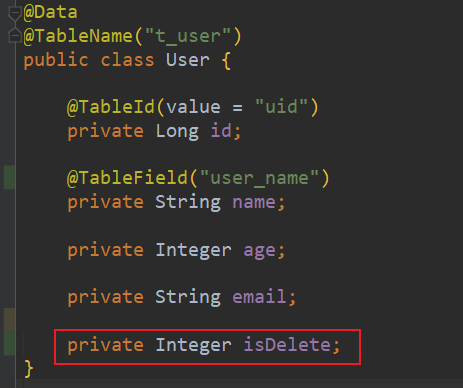 @Data
@TableName("t_user")
public class User {
@TableId(value = "uid")
private Long id;
@TableField("user_name")
private String name;
private Integer age;
private String email;
private Integer isDelete;
}